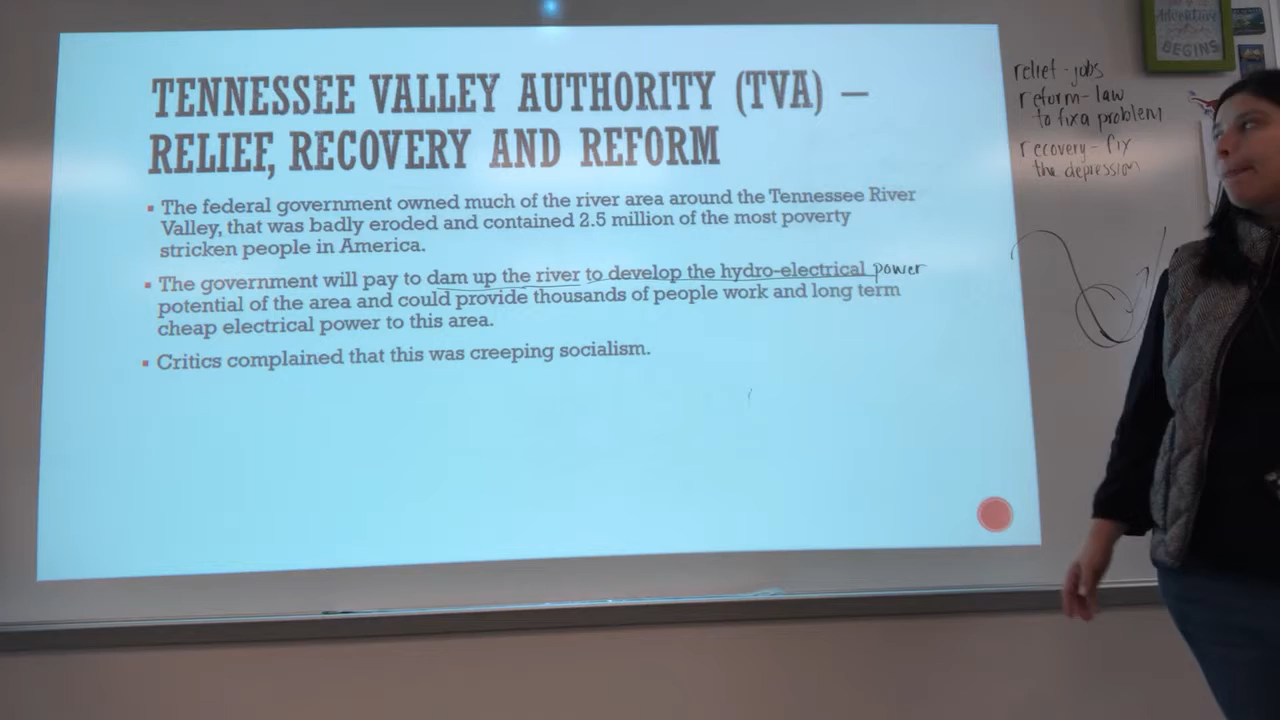 TENNESSEE VALLEY AUTHORITY (TVA) –
RELIEF, RECOVERY AND REFORM
The federal government owned much of the river area around the Tennessee River
Valley, that was badly eroded and contained 2.5 million of the most poverty
stricken people in America.
The government will pay to dam up the river to develop the hydro-electrical power
potential of the area and could provide thousands of people work and long term
cheap electrical power to this area.
Critics complained that this was creeping socialism.
relief - jobs
reform - law
to fix a problem
recovery - fix
the depression
Adventure
BEGINS